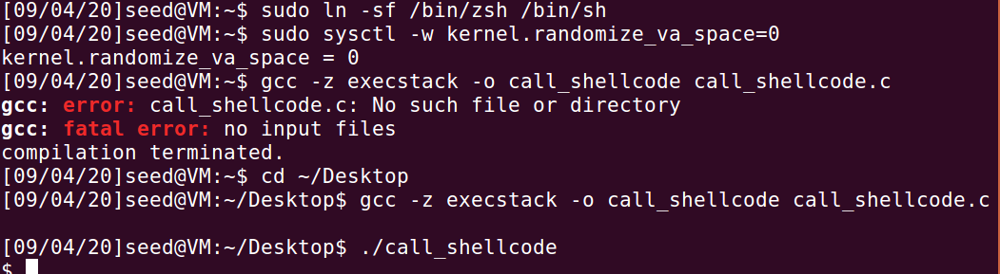 [09/04/20]seed@VM:~$ sudo ln -sf /bin/zsh /bin/sh
[09/04/20]seed@VM:~$ sudo sysctl -w kernel.randomize_va_space=0
kernel.randomize_va_space = 0
[09/04/20]seed@VM:~$ gcc -z execstack -o call_shellcode call_shellcode.c
gcc: error: call_shellcode.c: No such file or directory
gcc: fatal error: no input files
compilation terminated.
[09/04/20]seed@VM:~$ cd ~/Desktop
[09/04/20]seed@VM:~/Desktop$ gcc -z execstack -o call_shellcode call_shellcode.c
[09/04/20]seed@VM:~/Desktop$ ./call_shellcode
$